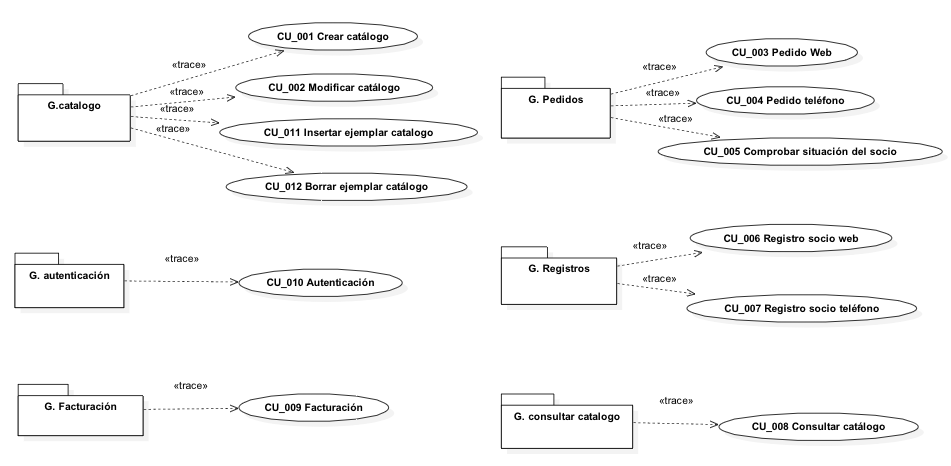 G.catalogo
«trace»
CU_001 Crear catálogo
«trace»
CU_002 Modificar catálogo
«trace»
CU_011 Insertar ejemplar catalogo
«trace»
CU_012 Borrar ejemplar catálogo
G. Pedidos
«trace»
CU_003 Pedido Web
«trace»
CU_004 Pedido teléfono
«trace»
CU_005 Comprobar situación del socio
G. autenticación
«trace»
CU_010 Autenticación
G. Registros
«trace»
CU_006 Registro socio web
«trace»
CU_007 Registro socio teléfono
G. Facturación
«trace»
CU_009 Facturación
G. consultar catalogo
«trace»
CU_008 Consultar catálogo